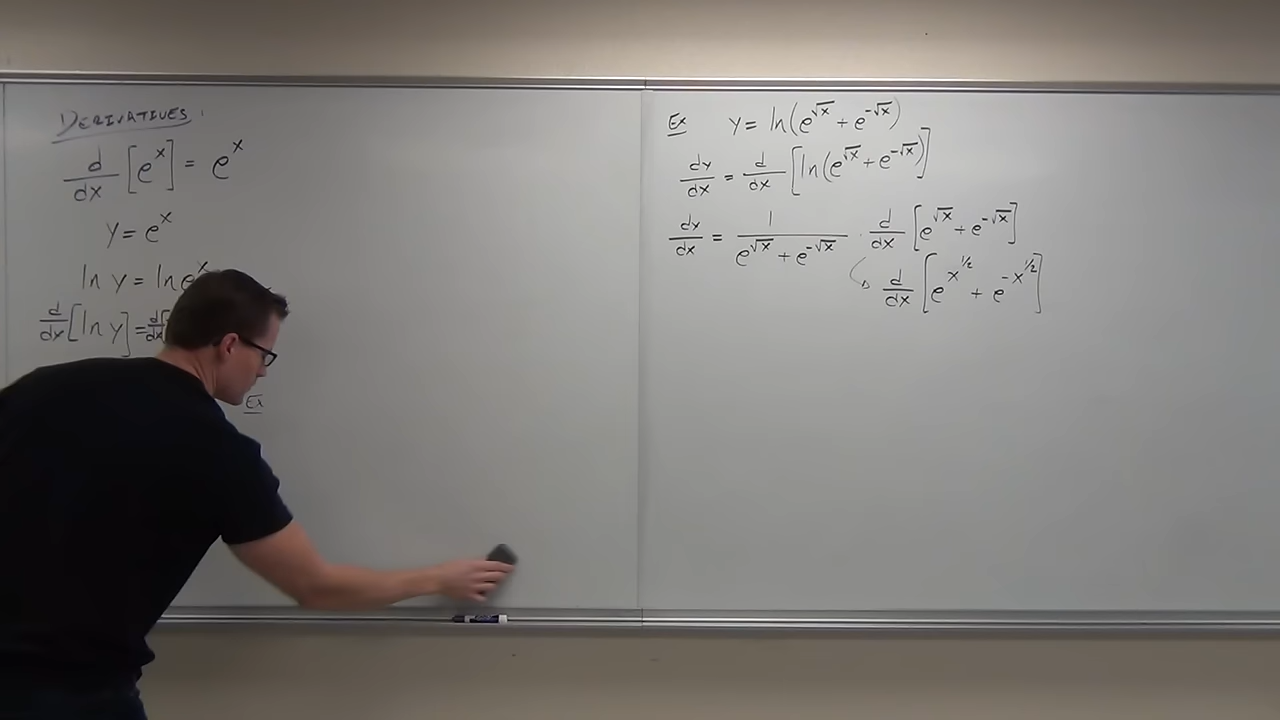 DERIVATIVES:
d/dx [e^x] = e^x
y = e^x
ln y = ln e^x
d/dx [ln y] = d/dx
Ex
Ex y = ln(e^√x + e^-√x)
dy/dx = d/dx [ln(e^√x + e^-√x)]
dy/dx = 1/(e^√x + e^-√x) · d/dx [e^√x + e^-√x]
d/dx [e^x^1/2 + e^-x^1/2]